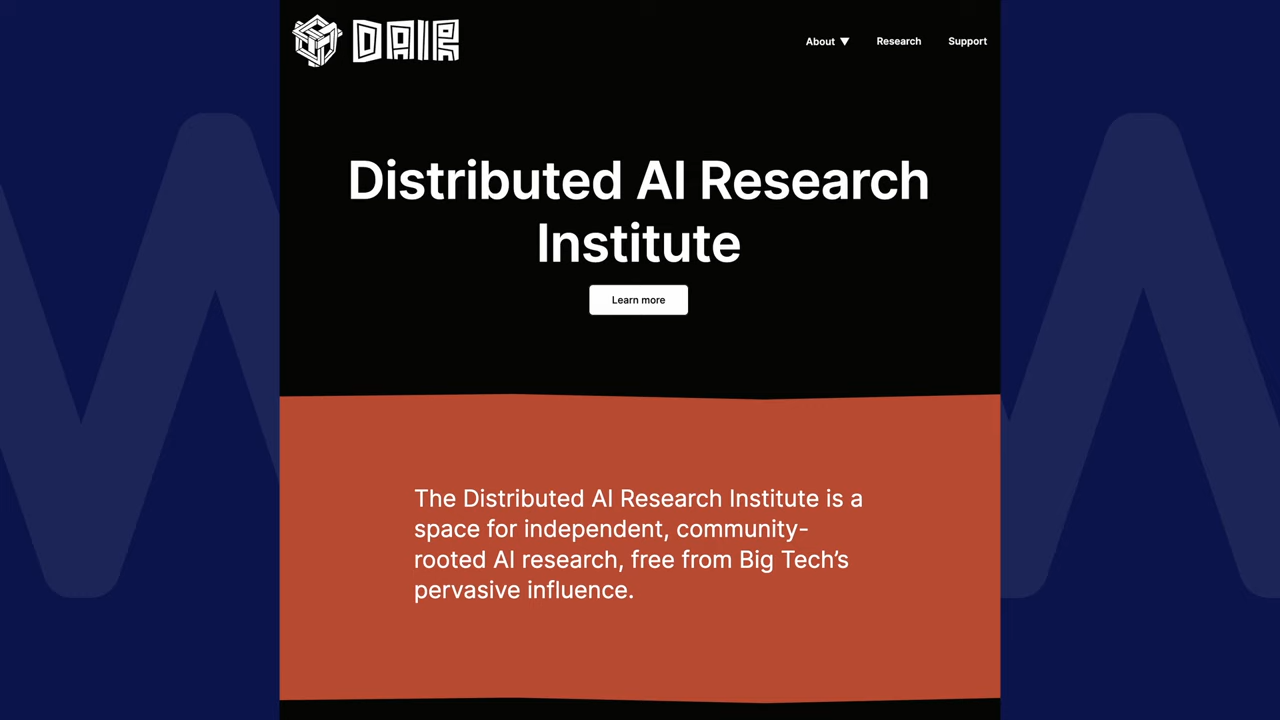 DAIR
About ▼
Research
Support
Distributed AI Research
Institute
Learn more
The Distributed AI Research Institute is a
space for independent, community-
rooted AI research, free from Big Tech’s
pervasive influence.